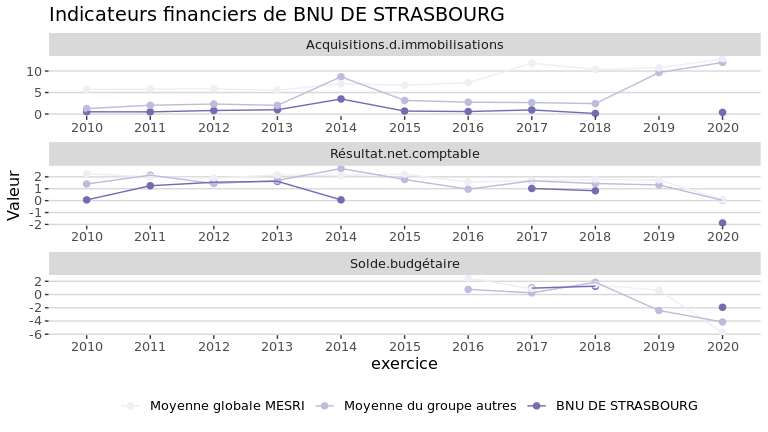 Indicateurs financiers de BNU DE STRASBOURG
Acquisitions.d.immobilisations
10
5
0
2010 2011 2012 2013 2014 2015 2016 2017 2018 2019 2020
Résultat.net.comptable
2
1
0
-1
-2
2010 2011 2012 2013 2014 2015 2016 2017 2018 2019 2020
Valeur
Solde.budgétaire
2
0
-2
-4
-6
2010 2011 2012 2013 2014 2015 2016 2017 2018 2019 2020
exercice
Moyenne globale MESRI Moyenne du groupe autres BNU DE STRASBOURG